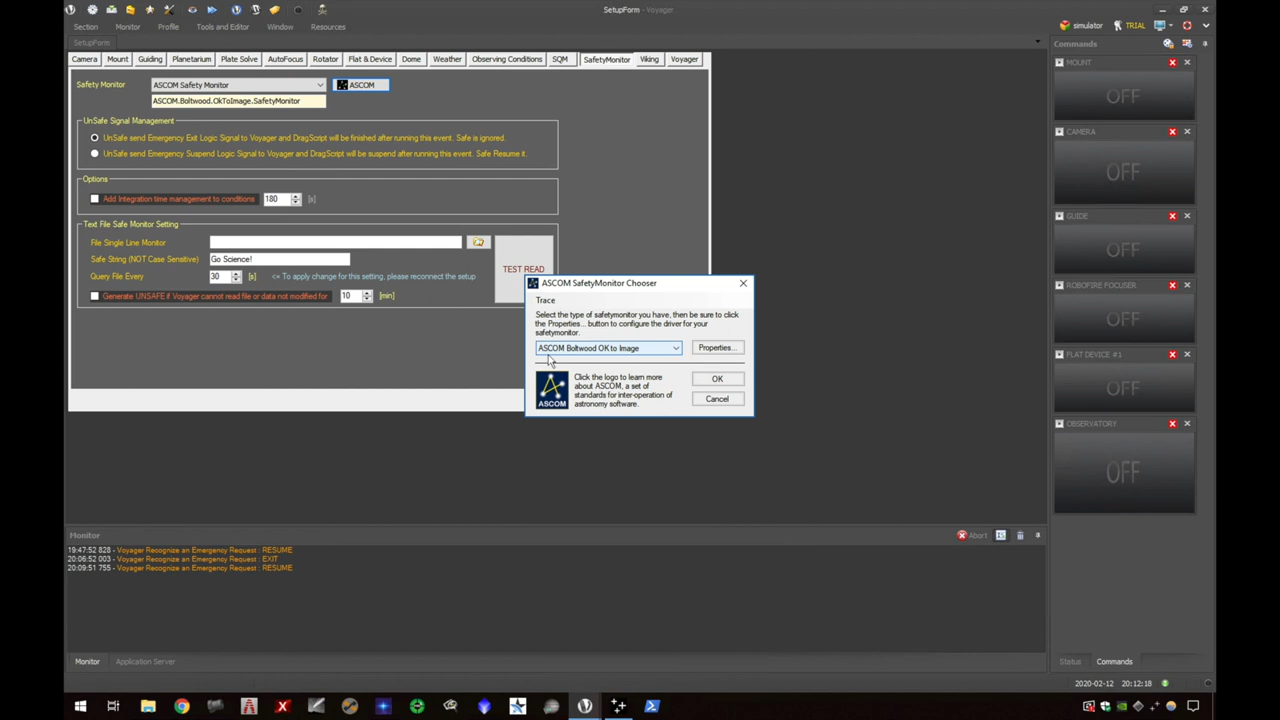 SetupForm - Voyager
Section
Monitor
Profile
Tools and Editor
Window
Resources
simulator
TRIAL
SetupForm
Camera
Mount
Guiding
Planetarium
Plate Solve
AutoFocus
Rotator
Flat & Device
Dome
Weather
Observing Conditions
SQM
SafetyMonitor
Viking
Voyager
Safety Monitor
ASCOM Safety Monitor
ASCOM
ASCOM.Boltwood.OkToImage.SafetyMonitor
UnSafe Signal Management
UnSafe send Emergency Exit Logic Signal to Voyager and DragScript will be finished after running this event. Safe is ignored.
UnSafe send Emergency Suspend Logic Signal to Voyager and DragScript will be suspend after running this event. Safe Resume it.
Options
Add Integration time management to conditions
180
[s]
Text File Safe Monitor Setting
File Single Line Monitor
Safe String (NOT Case Sensitive)
Go Science!
Query File Every
30
[s]
<= To apply change for this setting, please reconnect the setup
Generate UNSAFE if Voyager cannot read file or data not modified for
10
[min]
TEST READ
ASCOM SafetyMonitor Chooser
Trace
Select the type of safetymonitor you have, then be sure to click
the Properties... button to configure the driver for your
safetymonitor.
ASCOM Boltwood OK to Image
Properties...
Click the logo to learn more
about ASCOM, a set of
standards for inter-operation of
astronomy software.
ASCOM
OK
Cancel
Commands
MOUNT
OFF
CAMERA
OFF
GUIDE
OFF
ROBOFIRE FOCUSER
OFF
FLAT DEVICE #1
OFF
OBSERVATORY
OFF
Monitor
Abort
19:47:52 828 - Voyager Recognize an Emergency Request : RESUME
20:06:52 003 - Voyager Recognize an Emergency Request : EXIT
20:09:51 755 - Voyager Recognize an Emergency Request : RESUME
Monitor
Application Server
Status
Commands
2020-02-12
20:12:18